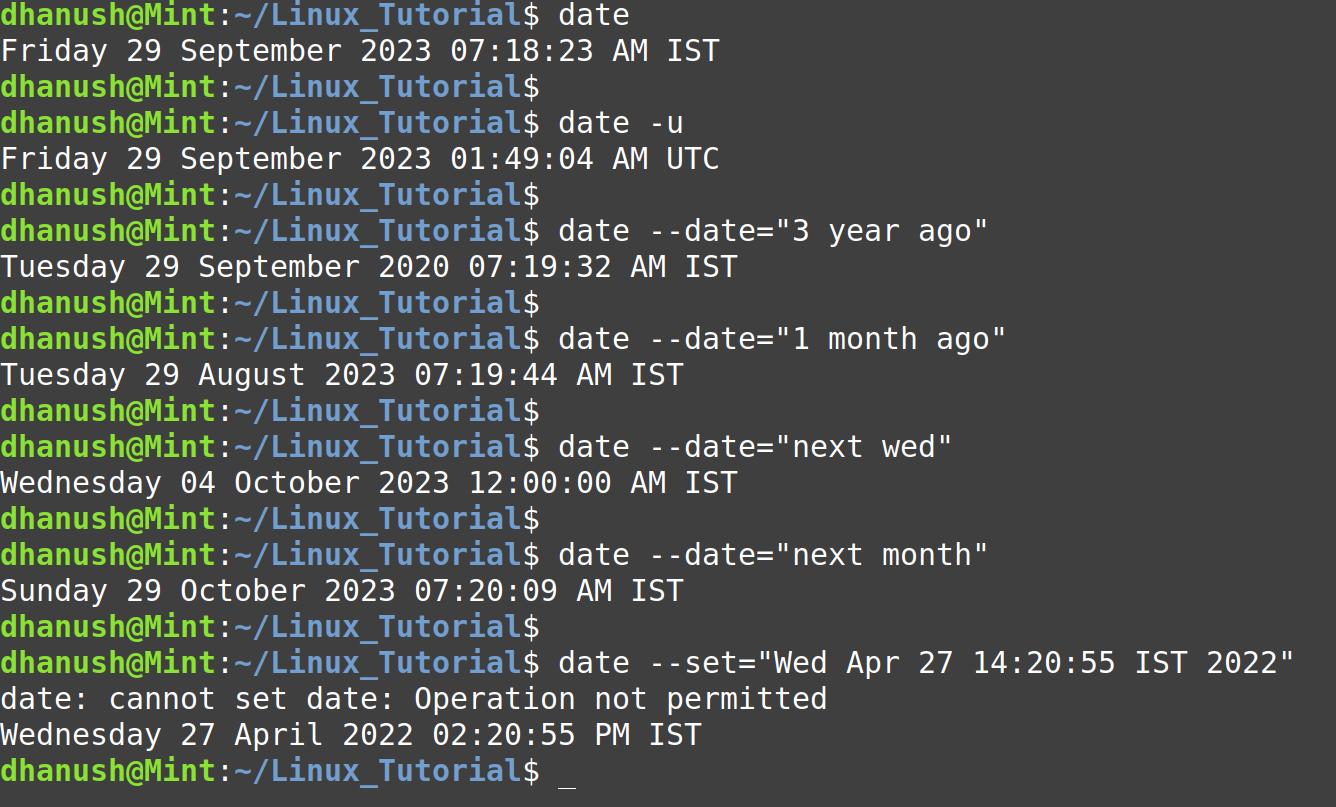 dhanush@Mint:~/Linux_Tutorial$ date
Friday 29 September 2023 07:18:23 AM IST
dhanush@Mint:~/Linux_Tutorial$
dhanush@Mint:~/Linux_Tutorial$ date -u
Friday 29 September 2023 01:49:04 AM UTC
dhanush@Mint:~/Linux_Tutorial$
dhanush@Mint:~/Linux_Tutorial$ date --date="3 year ago"
Tuesday 29 September 2020 07:19:32 AM IST
dhanush@Mint:~/Linux_Tutorial$
dhanush@Mint:~/Linux_Tutorial$ date --date="1 month ago"
Tuesday 29 August 2023 07:19:44 AM IST
dhanush@Mint:~/Linux_Tutorial$
dhanush@Mint:~/Linux_Tutorial$ date --date="next wed"
Wednesday 04 October 2023 12:00:00 AM IST
dhanush@Mint:~/Linux_Tutorial$
dhanush@Mint:~/Linux_Tutorial$ date --date="next month"
Sunday 29 October 2023 07:20:09 AM IST
dhanush@Mint:~/Linux_Tutorial$
dhanush@Mint:~/Linux_Tutorial$ date --set="Wed Apr 27 14:20:55 IST 2022"
date: cannot set date: Operation not permitted
Wednesday 27 April 2022 02:20:55 PM IST
dhanush@Mint:~/Linux_Tutorial$ _